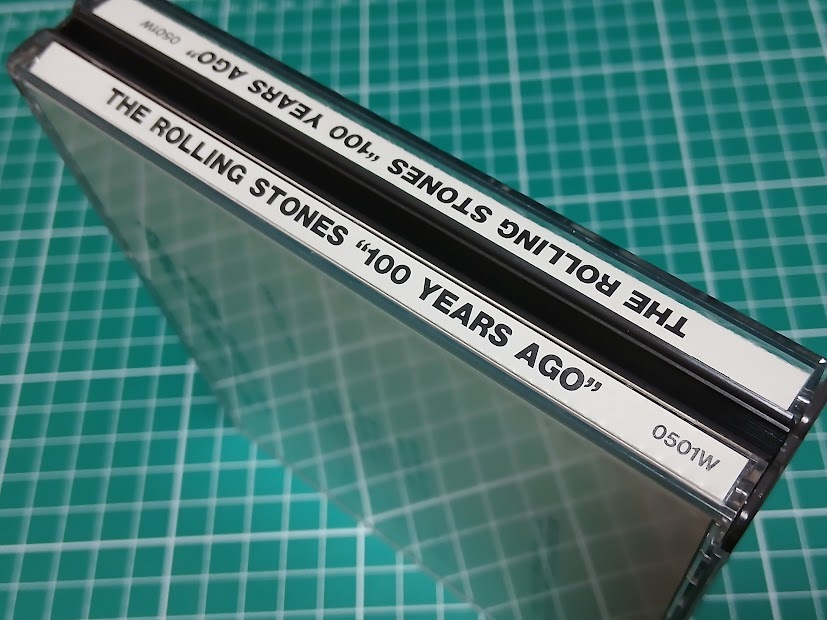 THE ROLLING STONES “100 YEARS AGO” 0501W
THE ROLLING STONES “100 YEARS AGO” 0501W